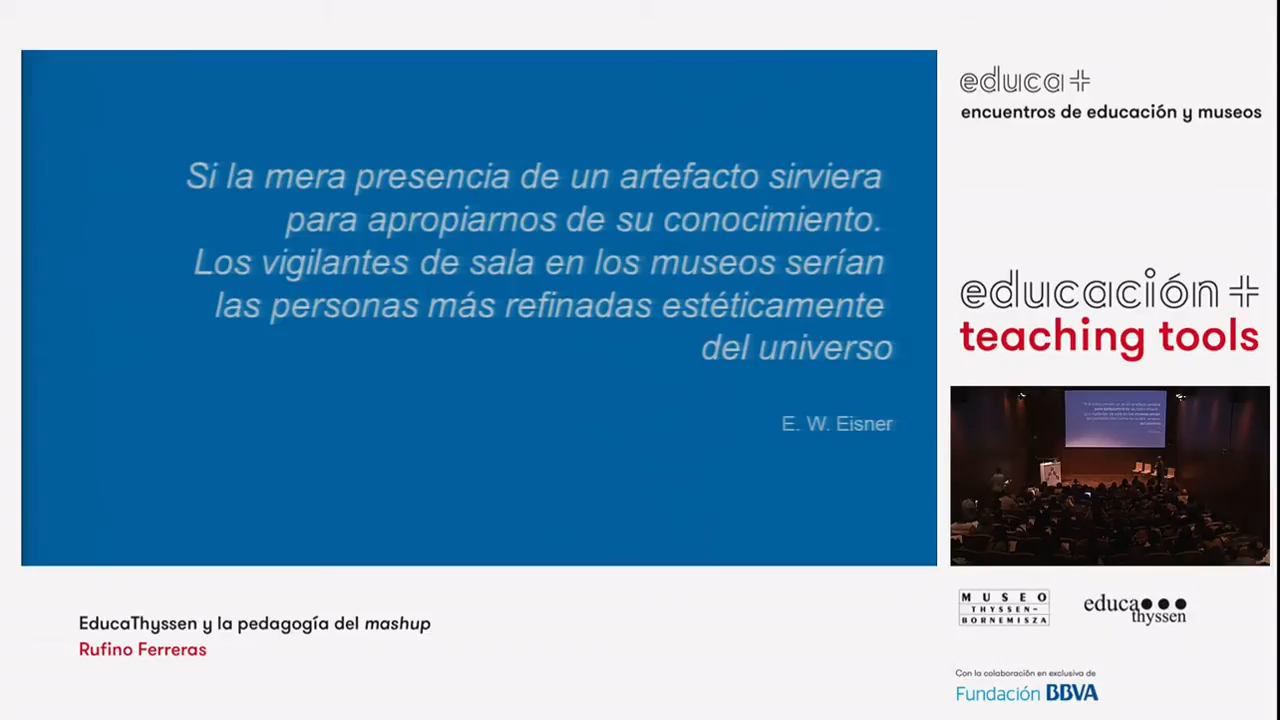 Si la mera presencia de un artefacto sirviera
para apropiarnos de su conocimiento.
Los vigilantes de sala en los museos serían
las personas más refinadas estéticamente
del universo
E. W. Eisner
EducaThyssen y la pedagogía del mashup
Rufino Ferreras
educa+
encuentros de educación y museos
educación+
teaching tools
MUSEO
THYSSEN-
BORNEMISZA
educa
thyssen
Con la colaboración en exclusiva de
Fundación BBVA